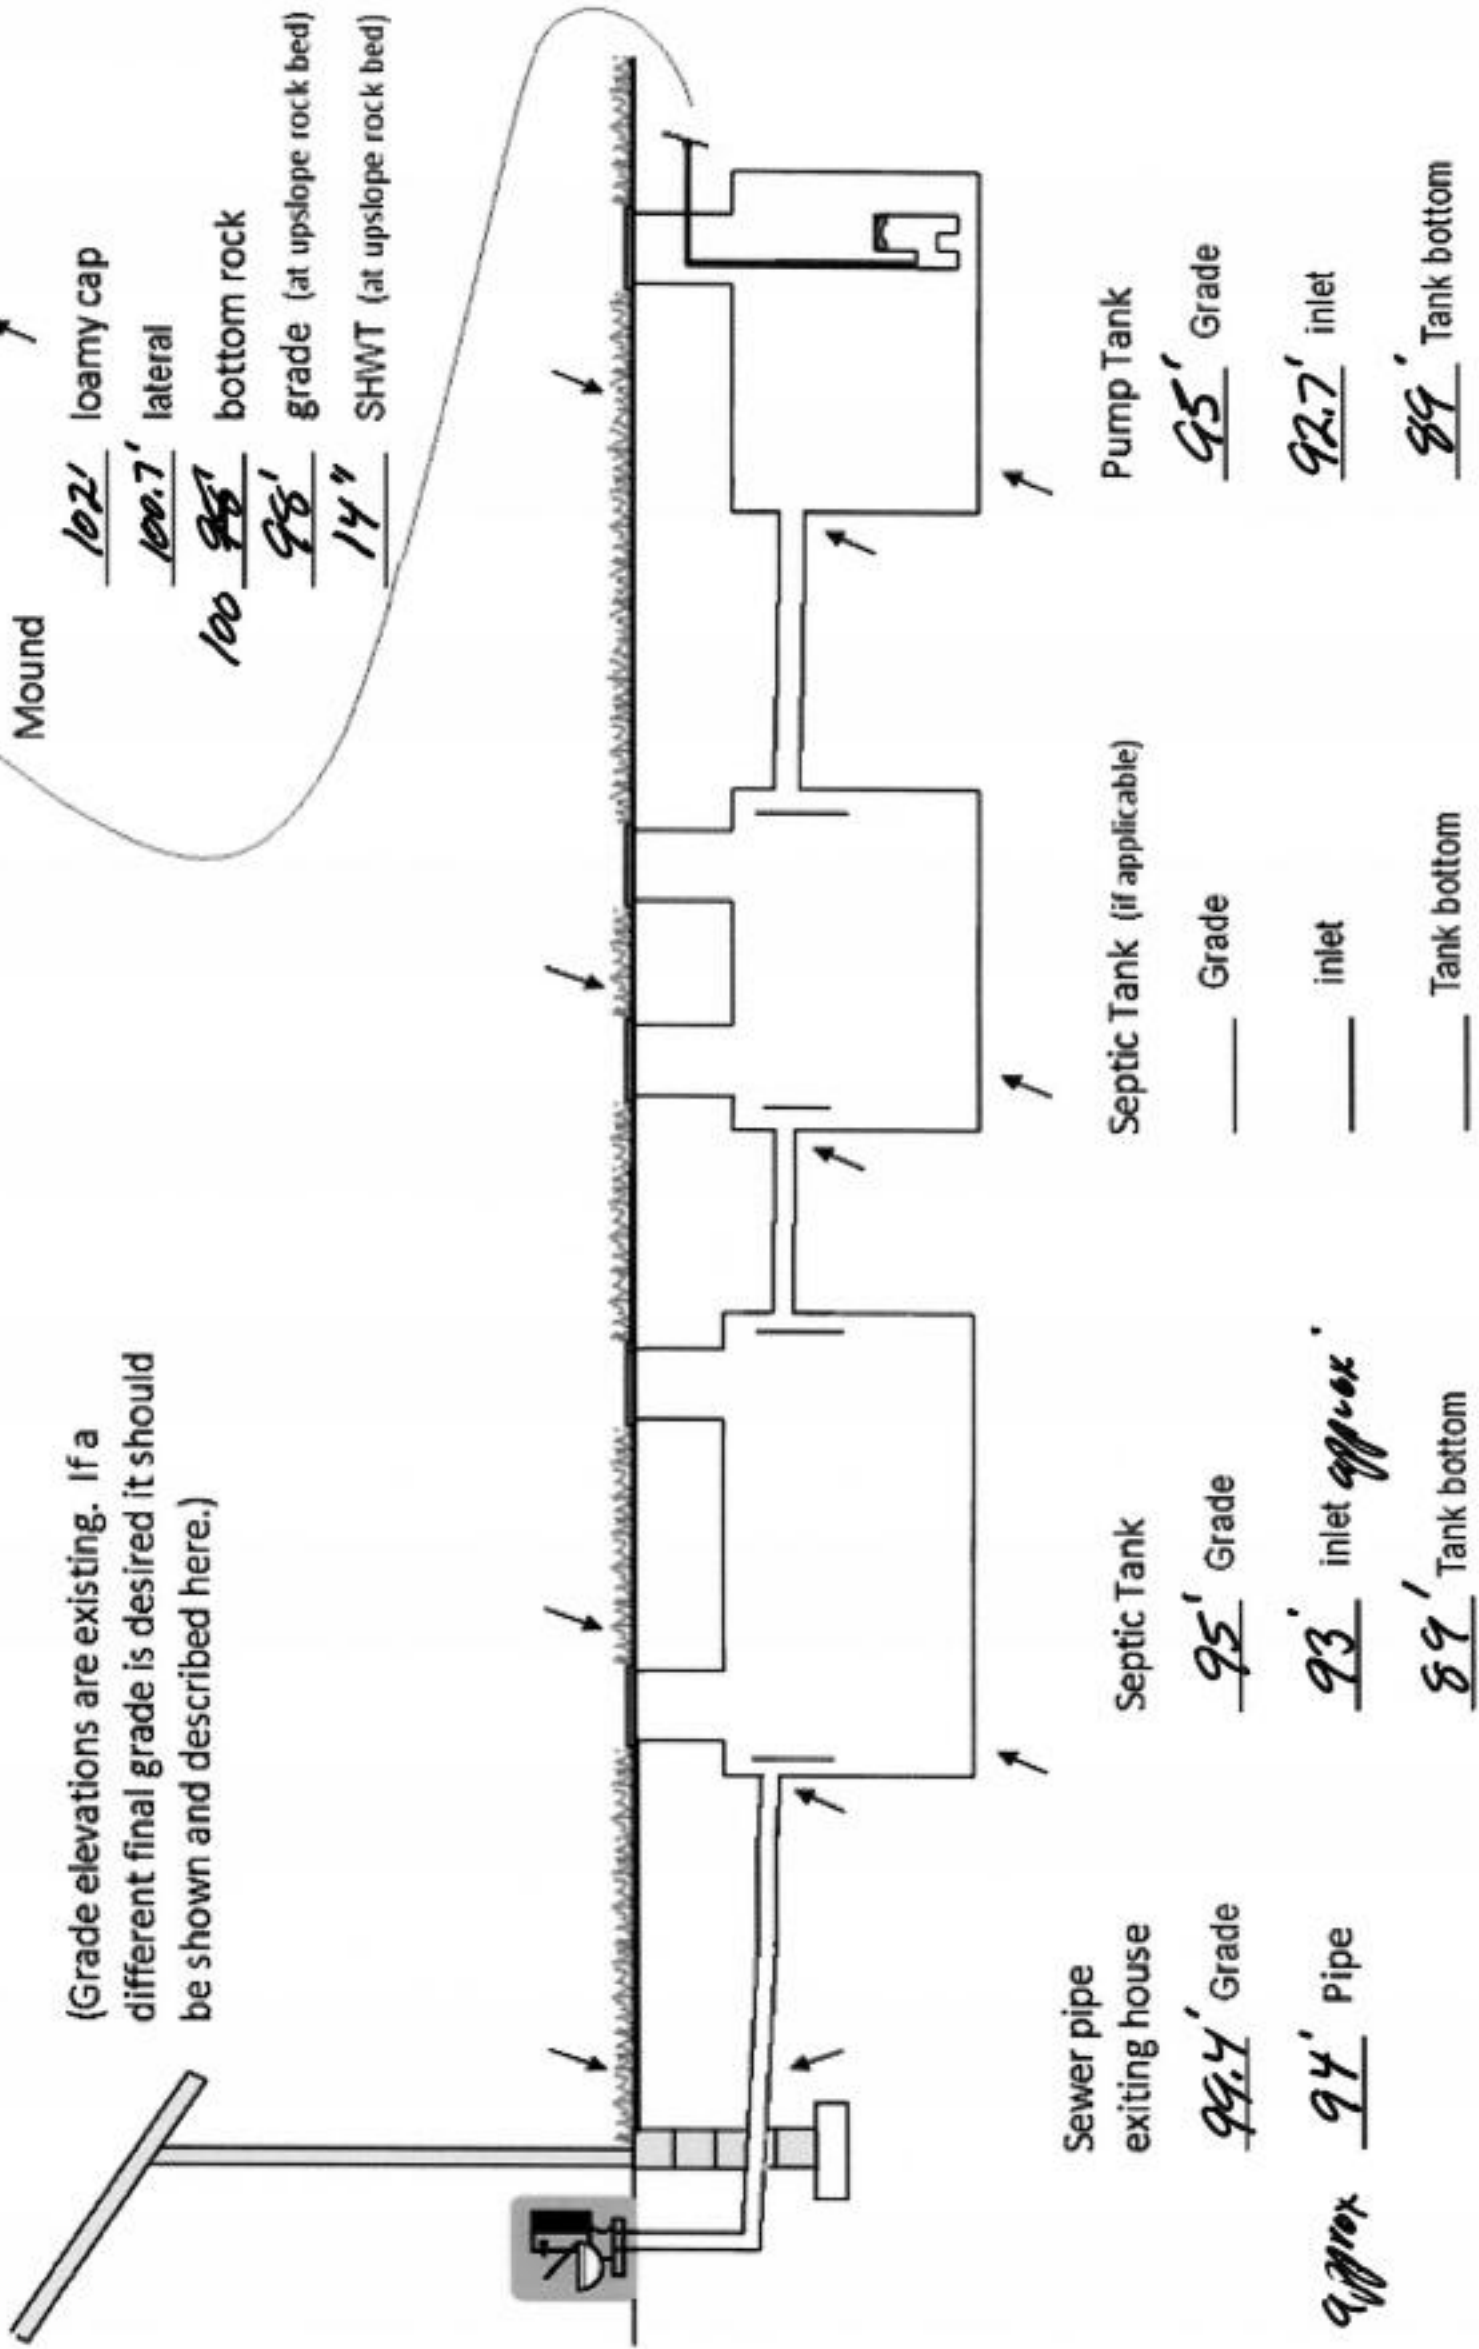 Mound
102' loamy cap
100.7' lateral
100 98' bottom rock
98' grade (at upslope rock bed)
14" SHWT (at upslope rock bed)
(Grade elevations are existing. If a
different final grade is desired it should
be shown and described here.)
Sewer pipe
exiting house
99.4' Grade
approx 94' Pipe
Septic Tank
95' Grade
93' inlet approx
89' Tank bottom
Septic Tank (if applicable)
Grade
inlet
Tank bottom
Pump Tank
95' Grade
92.7' inlet
89' Tank bottom